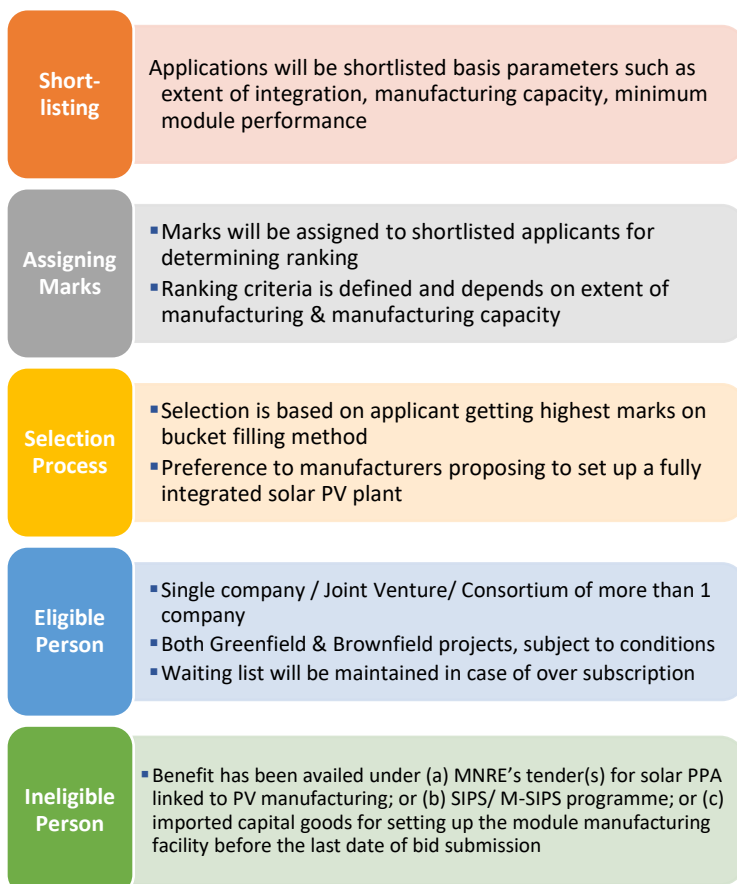 Short-
listing
Applications will be shortlisted basis parameters such as
extent of integration, manufacturing capacity, minimum
module performance
Assigning
Marks
▪Marks will be assigned to shortlisted applicants for
determining ranking
▪Ranking criteria is defined and depends on extent of
manufacturing & manufacturing capacity
Selection
Process
▪Selection is based on applicant getting highest marks on
bucket filling method
▪Preference to manufacturers proposing to set up a fully
integrated solar PV plant
Eligible
Person
▪Single company / Joint Venture/ Consortium of more than 1
company
▪Both Greenfield & Brownfield projects, subject to conditions
▪Waiting list will be maintained in case of over subscription
Ineligible
Person
▪ Benefit has been availed under (a) MNRE's tender(s) for solar PPA
linked to PV manufacturing; or (b) SIPS/ M-SIPS programme; or (c)
imported capital goods for setting up the module manufacturing
facility before the last date of bid submission